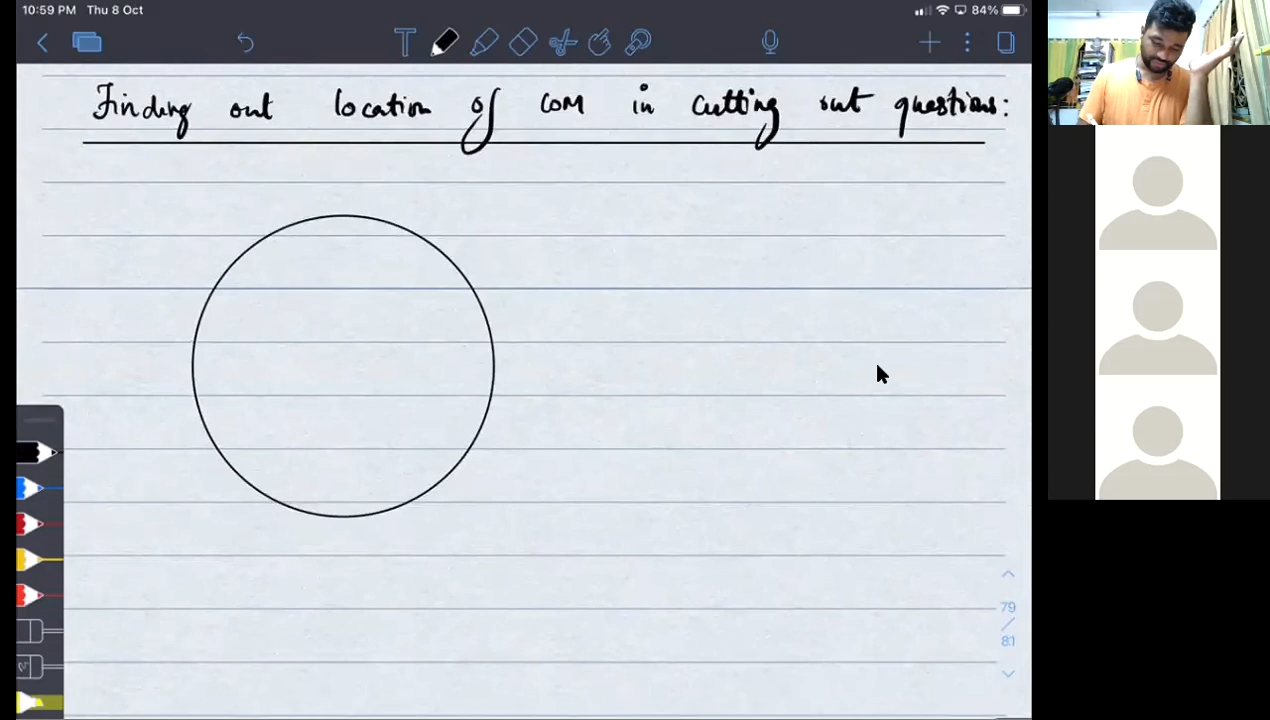 10:59 PM Thu 8 Oct
84%
T
Finding out location of COM in cutting out questions:
79
/
81